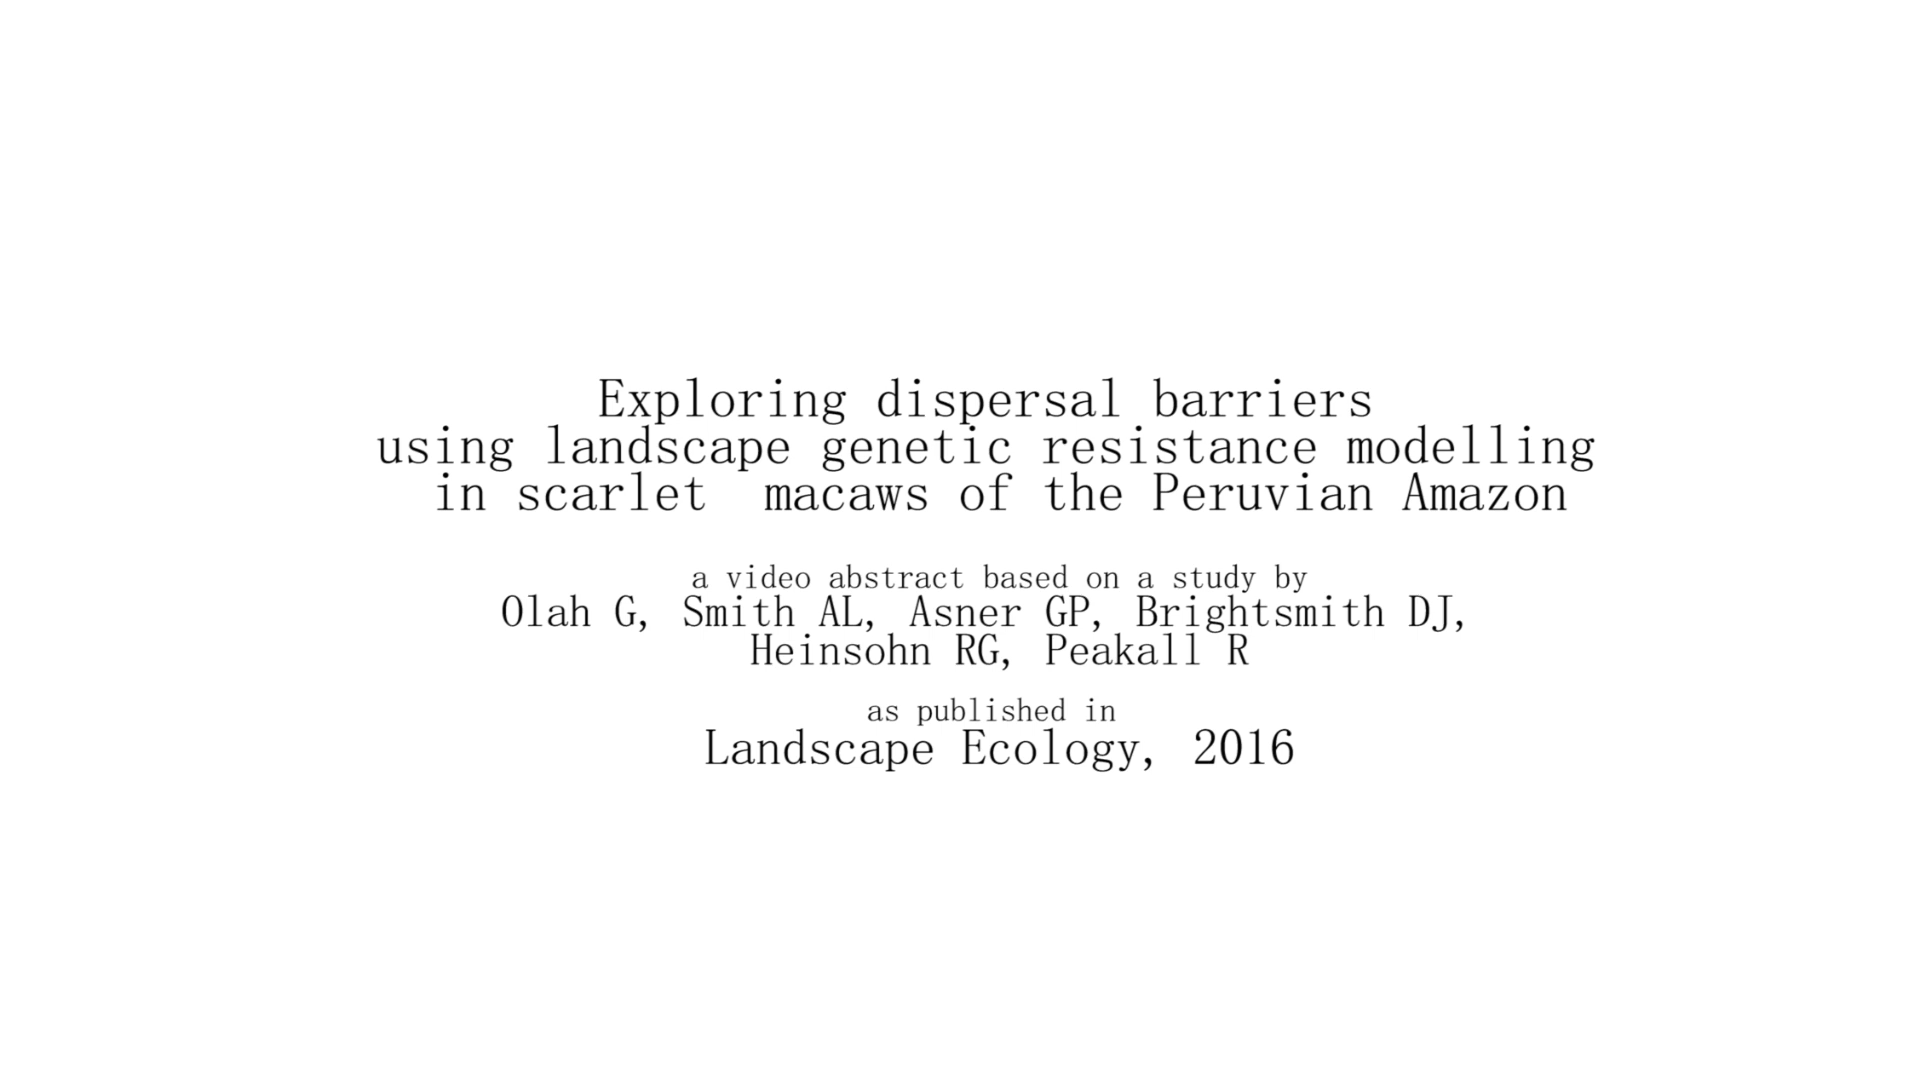 Exploring dispersal barriers
using landscape genetic resistance modelling
in scarlet  macaws of the Peruvian Amazon
a video abstract based on a study by
Olah G, Smith AL, Asner GP, Brightsmith DJ,
Heinsohn RG, Peakall R
as published in
Landscape Ecology, 2016